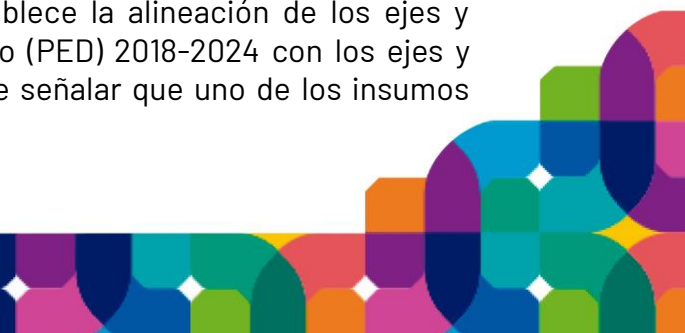 blece la alineación de los ejes y
o (PED) 2018-2024 con los ejes y
e señalar que uno de los insumos